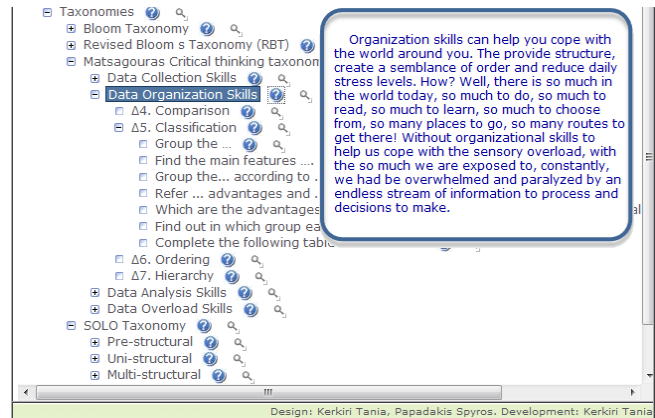 Taxonomies
Bloom Taxonomy
Revised Bloom s Taxonomy (RBT)
Matsagouras Critical thinking taxonom
Data Collection Skills
Data Organization Skills
Δ4. Comparison
Δ5. Classification
Group the ...
Find the main features ....
Group the... according to .
Refer ... advantages and .
Which are the advantages
Find out in which group ea
Complete the following table
Δ6. Ordering
Δ7. Hierarchy
Data Analysis Skills
Data Overload Skills
SOLO Taxonomy
Pre-structural
Uni-structural
Multi-structural
Organization skills can help you cope with
the world around you. The provide structure,
create a semblance of order and reduce daily
stress levels. How? Well, there is so much in
the world today, so much to do, so much to
read, so much to learn, so much to choose
from, so many places to go, so many routes to
get there! Without organizational skills to
help us cope with the sensory overload, with
the so much we are exposed to, constantly,
we had be overwhelmed and paralyzed by an
endless stream of information to process and
decisions to make.
al
Design: Kerkiri Tania, Papadakis Spyros. Development: Kerkiri Tania